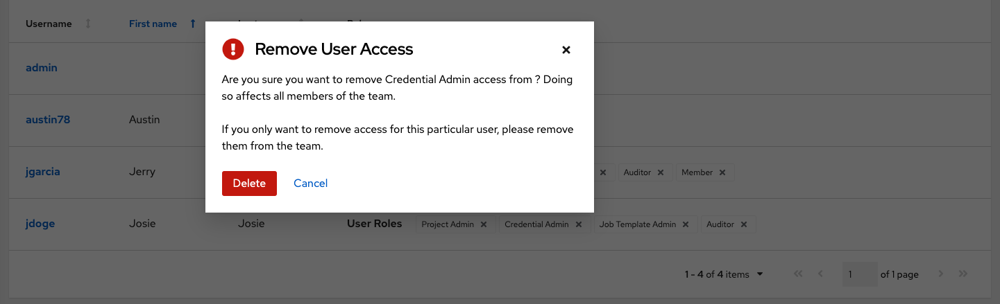 Username First name
Remove User Access
admin
Are you sure you want to remove Credential Admin access from ? Doing
so affects all members of the team.
austin78 Austin
If you only want to remove access for this particular user, please remove
them from the team.
jgarcia Jerry Auditor Member
Delete Cancel
jdoge Josie Josie User Roles Project Admin Credential Admin Job Template Admin Auditor
1 - 4 of 4 items 1 of 1 page